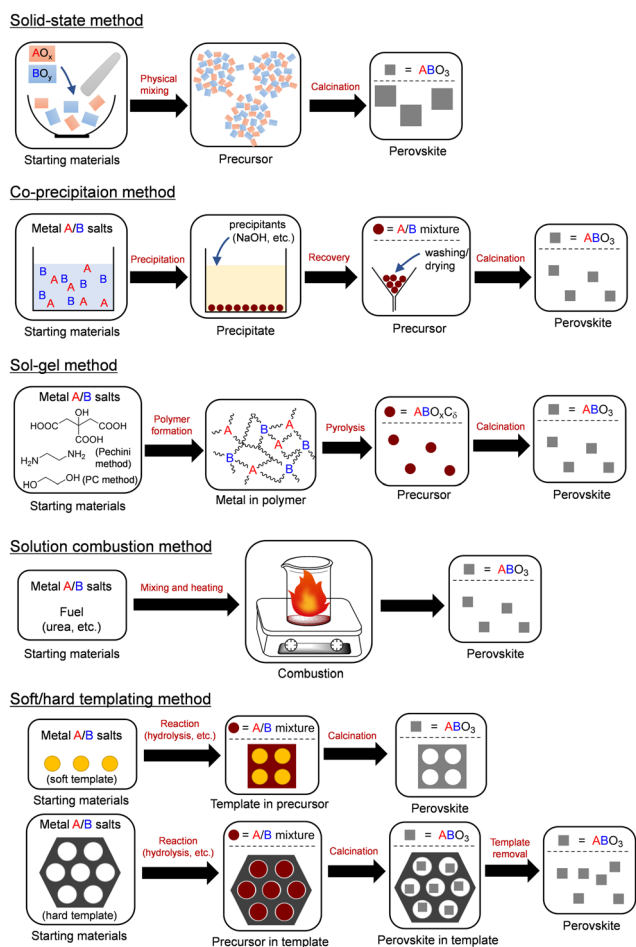 Solid-state method
AOx
BOy
Starting materials
Physical
mixing
Precursor
Calcination
= ABO3
Perovskite
Co-precipitaion method
Metal A/B salts
B A
B B
A B A
B A B
A A
Starting materials
Precipitation
precipitants
(NaOH, etc.)
Precipitate
Recovery
= A/B mixture
washing/
drying
Precursor
Calcination
= ABO3
Perovskite
Sol-gel method
Metal A/B salts
OH
HOOC COOH
COOH
H2N NH2 (Pechini
method)
HO OH (PC method)
Starting materials
Polymer
formation
A B A
B A B
B A B
Metal in polymer
Pyrolysis
= ABOxCδ
Precursor
Calcination
= ABO3
Perovskite
Solution combustion method
Metal A/B salts
Fuel
(urea, etc.)
Starting materials
Mixing and heating
Combustion
= ABO3
Perovskite
Soft/hard templating method
Metal A/B salts
(soft template)
Starting materials
Reaction
(hydrolysis, etc.)
= A/B mixture
Template in precursor
Calcination
= ABO3
Perovskite
Metal A/B salts
(hard template)
Starting materials
Reaction
(hydrolysis, etc.)
= A/B mixture
Precursor in template
Calcination
= ABO3
Perovskite in template
Template
removal
= ABO3
Perovskite